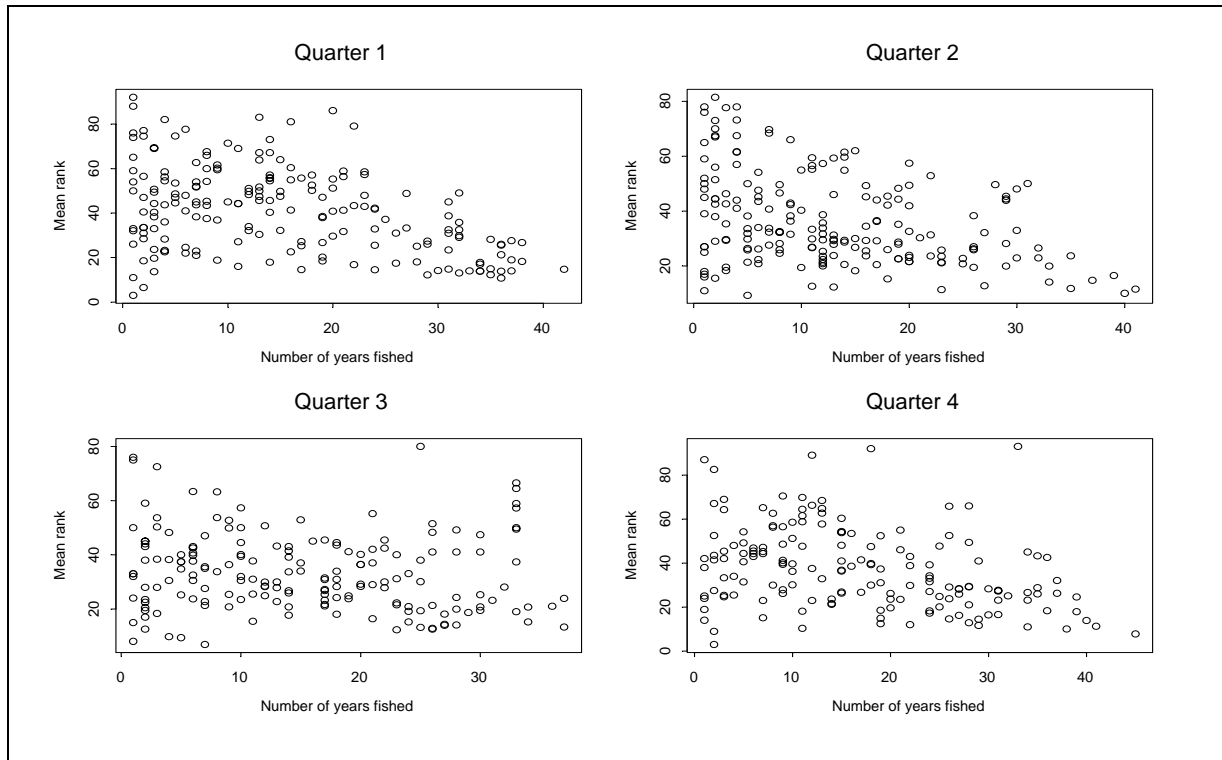 Quarter 1
Mean rank
0 20 40 60 80
0 10 20 30 40
Number of years fished
Quarter 2
Mean rank
20 40 60 80
0 10 20 30 40
Number of years fished
Quarter 3
Mean rank
20 40 60 80
0 10 20 30
Number of years fished
Quarter 4
Mean rank
0 20 40 60 80
0 10 20 30 40
Number of years fished